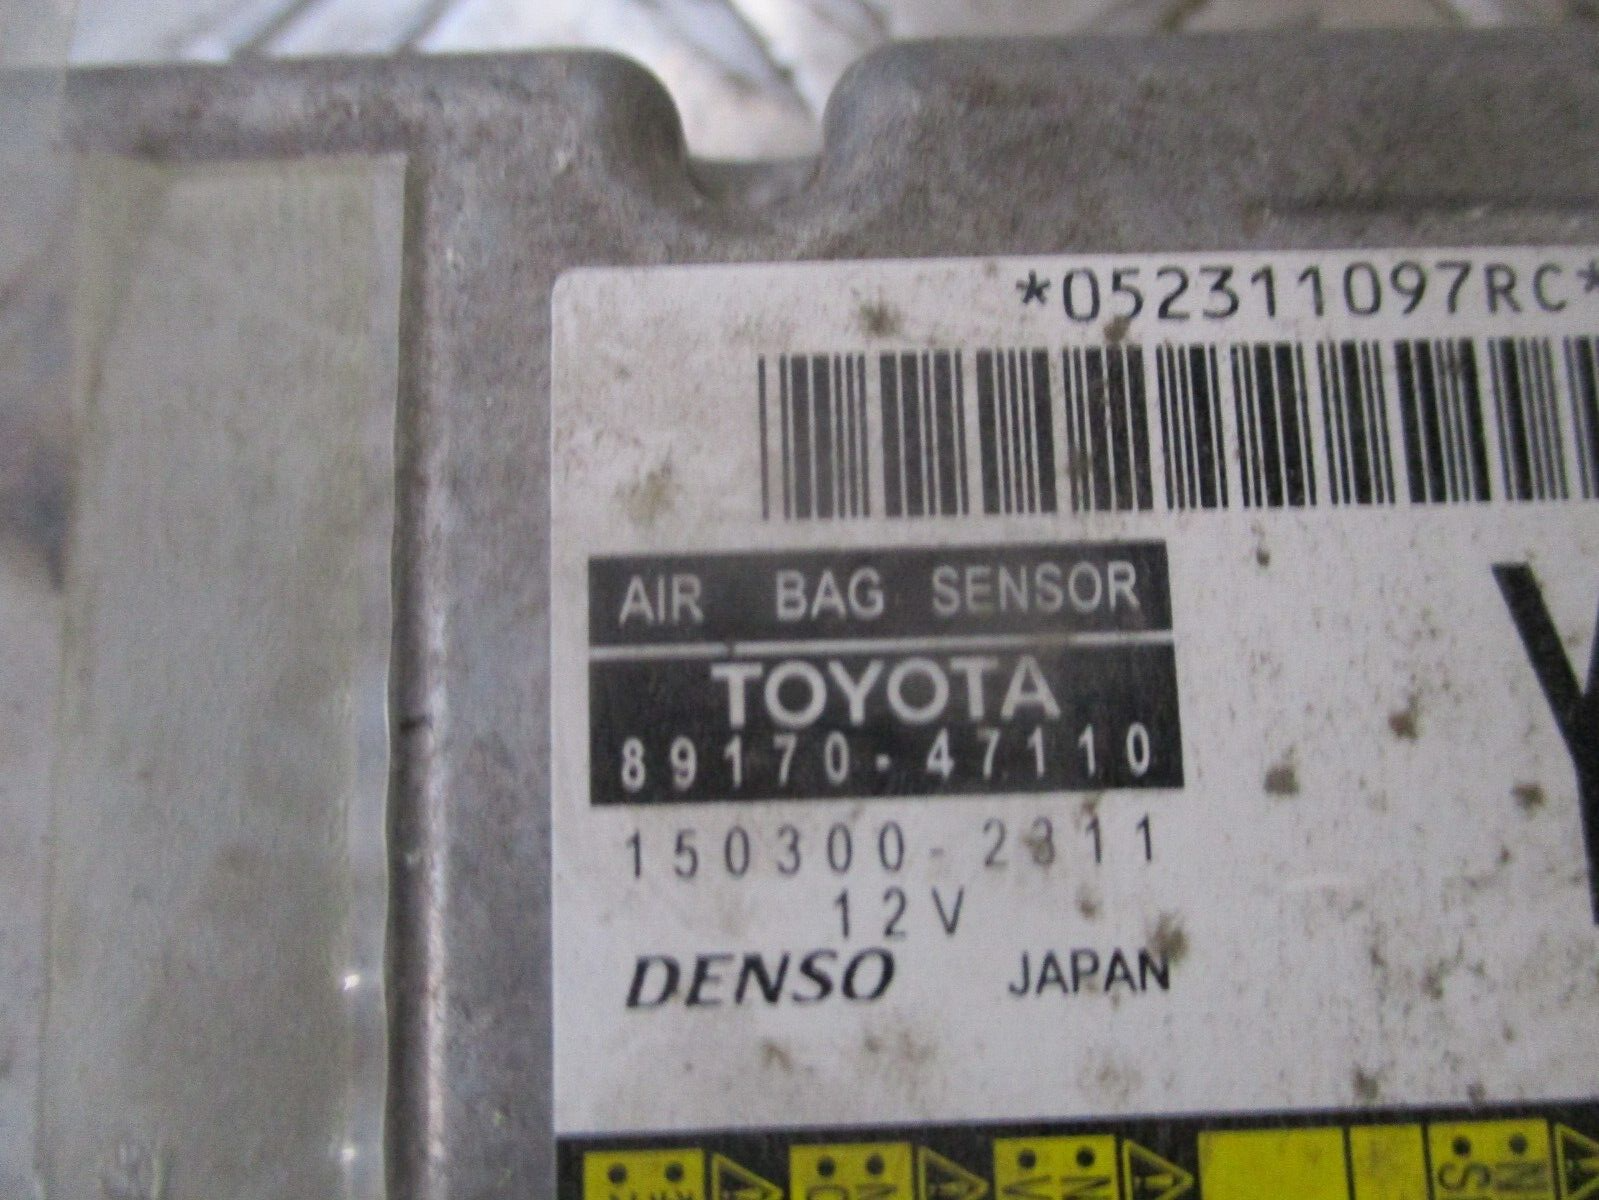 *052311097RC*
AIR BAG SENSOR
TOYOTA
89170-47110
150300-2311
12V
DENSO JAPAN
Y